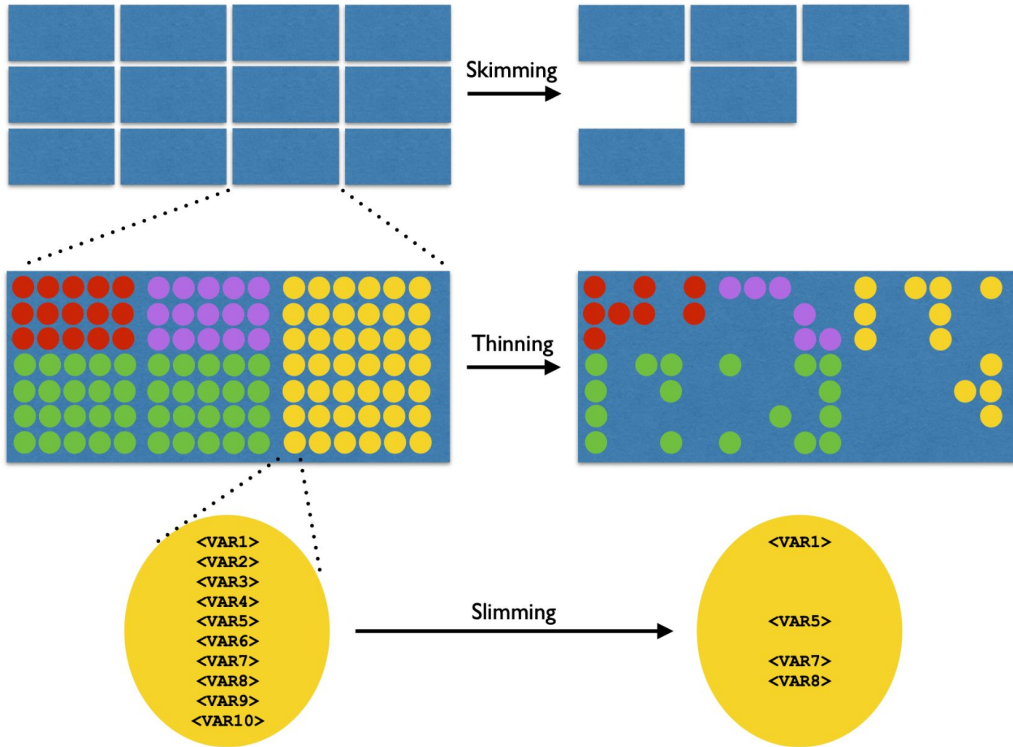 Skimming
Thinning
<VAR1>
<VAR2>
<VAR3>
<VAR4>
<VAR5>
<VAR6>
<VAR7>
<VAR8>
<VAR9>
<VAR10>
Slimming
<VAR1>
<VAR5>
<VAR7>
<VAR8>